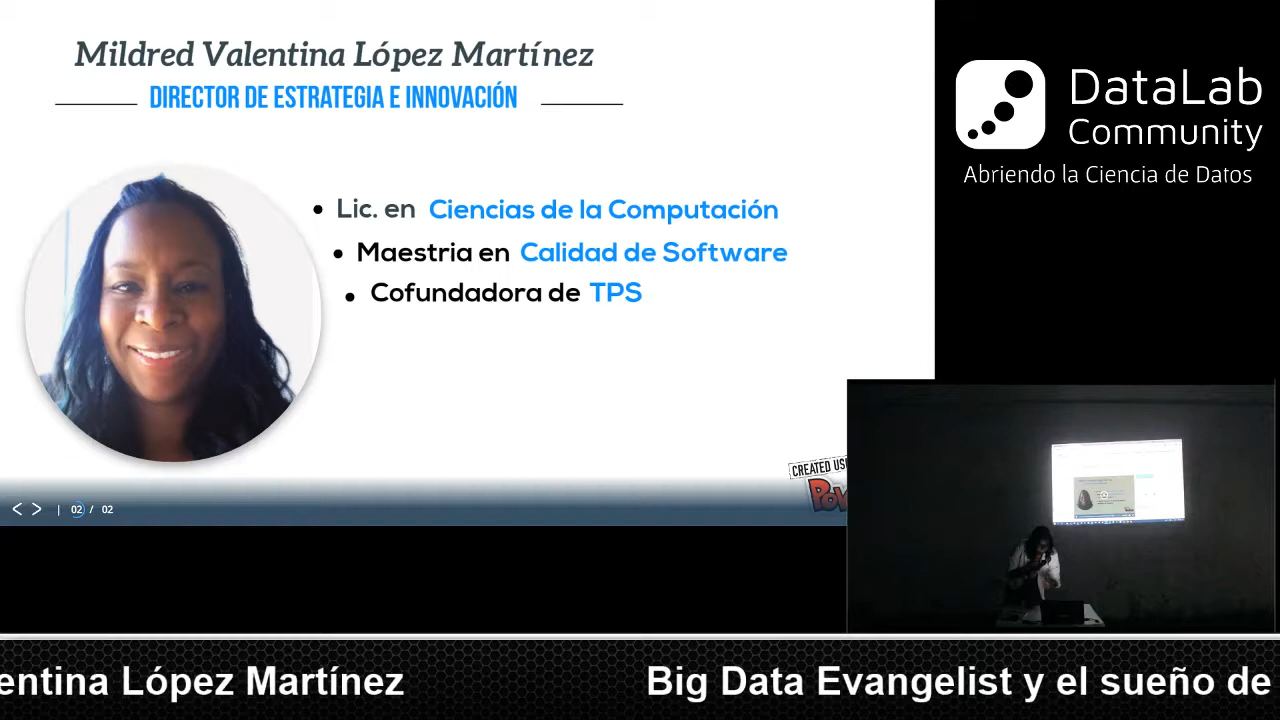 Mildred Valentina López Martínez
DIRECTOR DE ESTRATEGIA E INNOVACIÓN
Lic. en Ciencias de la Computación
Maestria en Calidad de Software
Cofundadora de TPS
CREATED USI
02 / 02
DataLab
Community
Abriendo la Ciencia de Datos
entina López Martínez
Big Data Evangelist y el sueño de